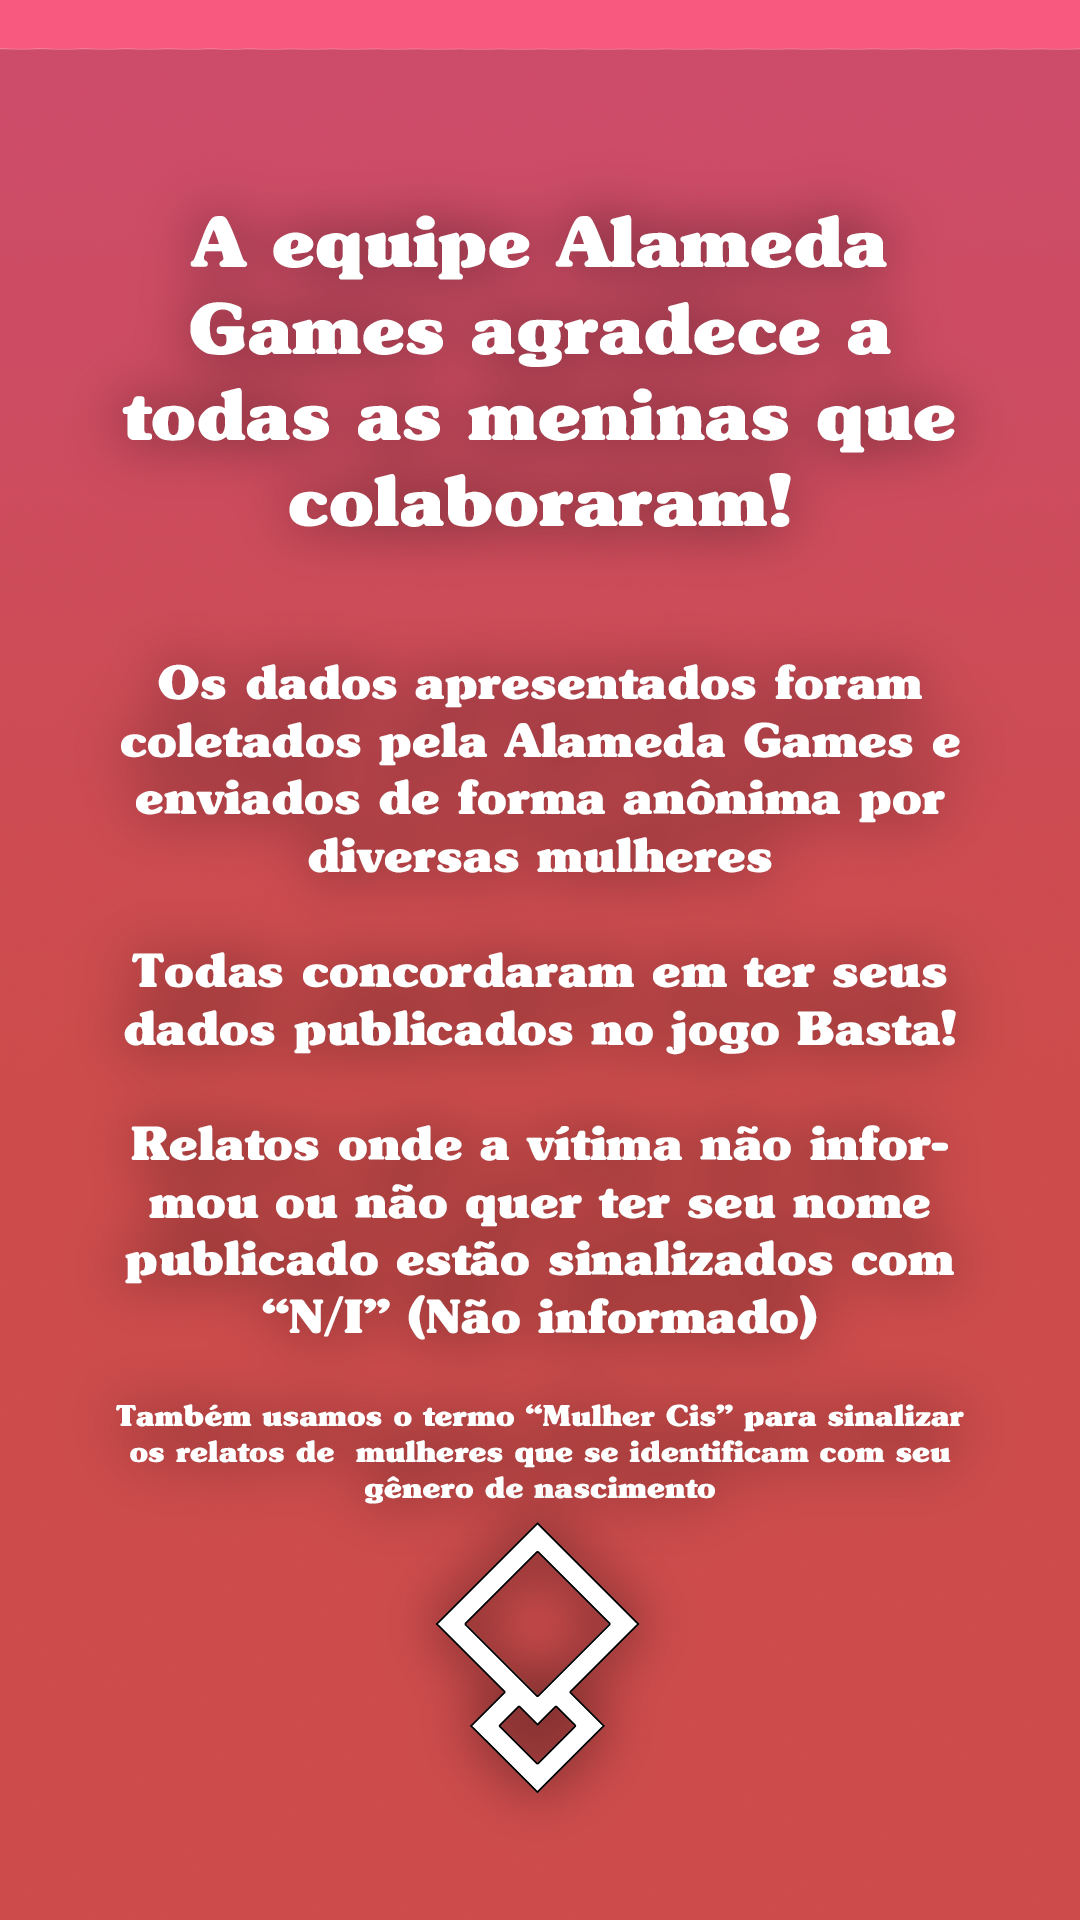 A equipe Alameda
Games agradece a
todas as meninas que
colaboraram!
Os dados apresentados foram
coletados pela Alameda Games e
enviados de forma anônima por
diversas mulheres
Todas concordaram em ter seus
dados publicados no jogo Basta!
Relatos onde a vítima não infor-
mou ou não quer ter seu nome
publicado estão sinalizados com
“N/I” (Não informado)
Também usamos o termo “Mulher Cis” para sinalizar
os relatos de  mulheres que se identificam com seu
gênero de nascimento